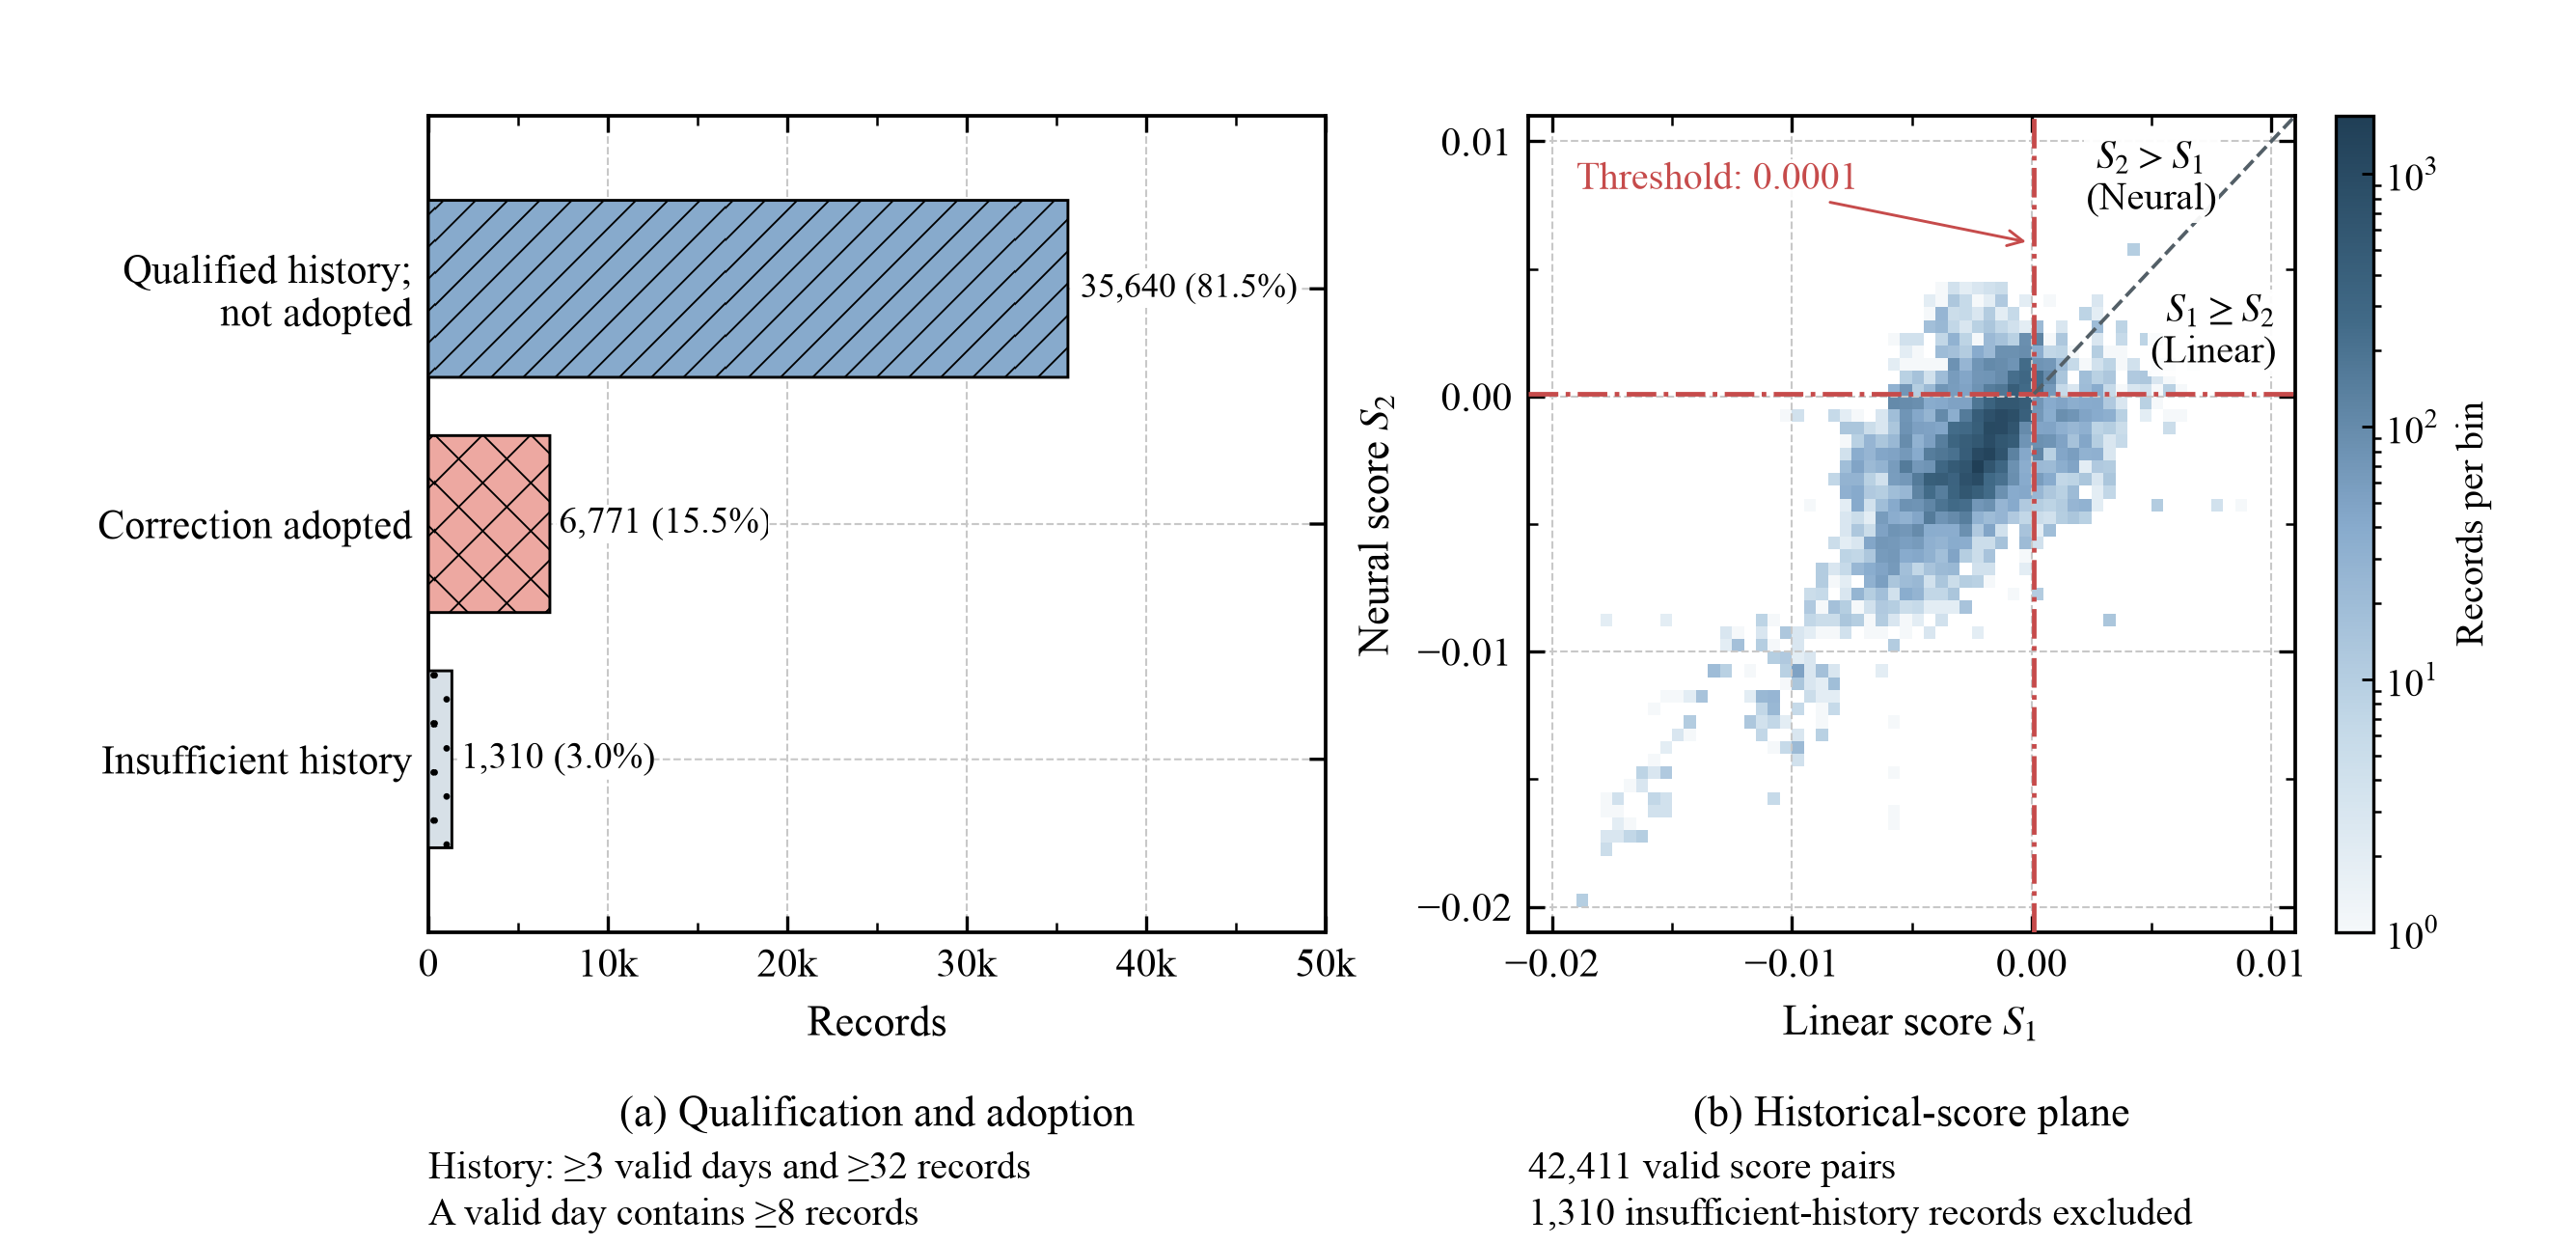 Qualified history;
not adopted
Correction adopted
Insufficient history
35,640 (81.5%)
6,771 (15.5%)
1,310 (3.0%)
0
10k
20k
30k
40k
50k
Records
(a) Qualification and adoption
History: ≥3 valid days and ≥32 records
A valid day contains ≥8 records
Neural score S₂
0.01
0.00
−0.01
−0.02
Threshold: 0.0001
S₂ > S₁
(Neural)
S₁ ≥ S₂
(Linear)
−0.02
−0.01
0.00
0.01
Linear score S₁
10³
10²
10¹
10⁰
Records per bin
(b) Historical-score plane
42,411 valid score pairs
1,310 insufficient-history records excluded